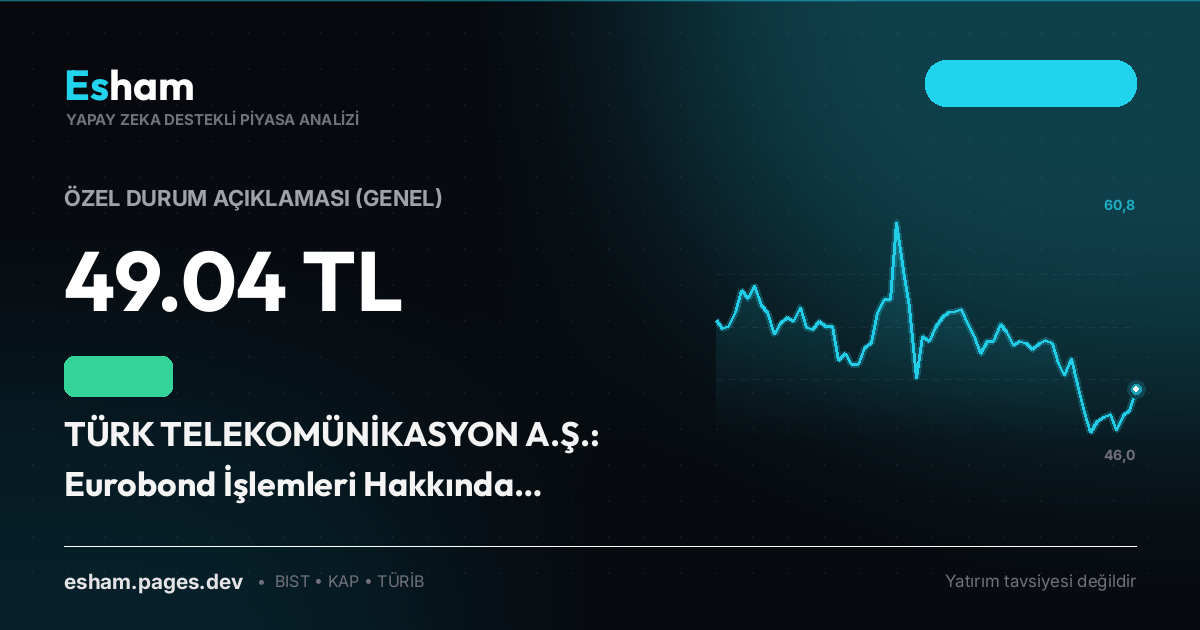 Esham
YAPAY ZEKA DESTEKLİ PİYASA ANALİZİ
ÖZEL DURUM AÇIKLAMASI (GENEL)
49.04 TL
TÜRK TELEKOMÜNİKASYON A.Ş.:
Eurobond İşlemleri Hakkında...
60,8
46,0
esham.pages.dev • BIST • KAP • TÜRİB
Yatırım tavsiyesi değildir